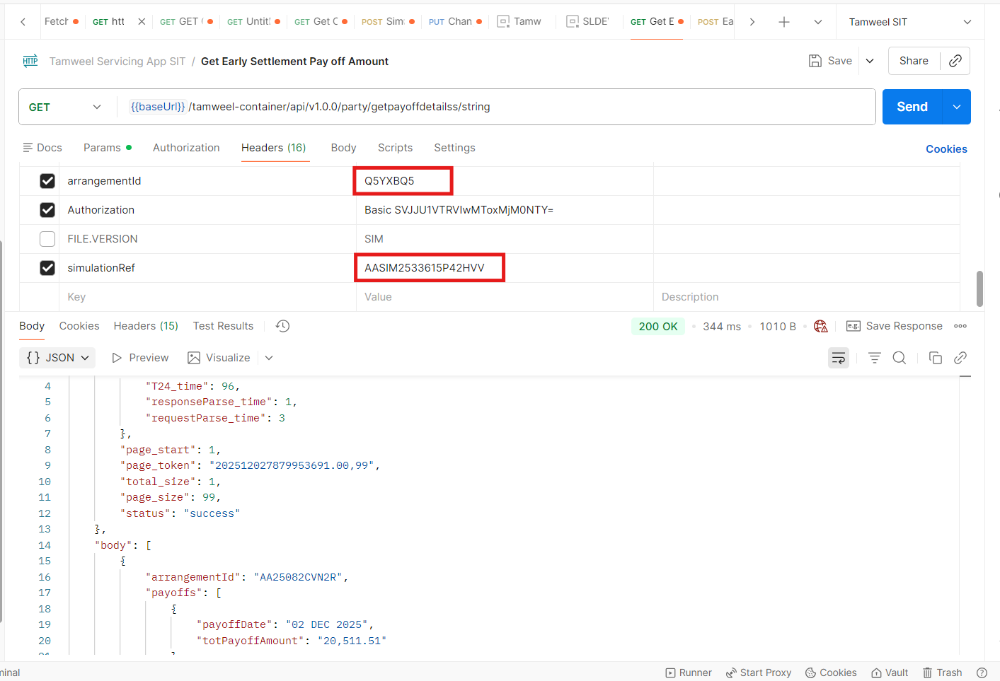 Fetch GET htt GET GET ( GET Untitl GET Get C POST Sim PUT Chan Tamw SLDE' GET Get E POST Ea Tamweel SIT
HTTP Tamweel Servicing App SIT / Get Early Settlement Pay off Amount Save Share
GET {{baseUrl}} /tamweel-container/api/v1.0.0/party/getpayoffdetailss/string Send
Docs Params Authorization Headers (16) Body Scripts Settings Cookies
arrangementId Q5YXBQ5
Authorization Basic SVJJU1VTRVIwMToxMjM0NTY=
FILE.VERSION SIM
simulationRef AASIM2533615P42HVV
Key Value Description
Body Cookies Headers (15) Test Results 200 OK 344 ms 1010 B e.g. Save Response
{} JSON Preview Visualize
4 "T24_time": 96,
5 "responseParse_time": 1,
6 "requestParse_time": 3
7 },
8 "page_start": 1,
9 "page_token": "202512027879953691.00,99",
10 "total_size": 1,
11 "page_size": 99,
12 "status": "success"
13 },
14 "body": [
15 {
16 "arrangementId": "AA25082CVN2R",
17 "payoffs": [
18 {
19 "payoffDate": "02 DEC 2025",
20 "totPayoffAmount": "20,511.51"
minal Runner Start Proxy Cookies Vault Trash